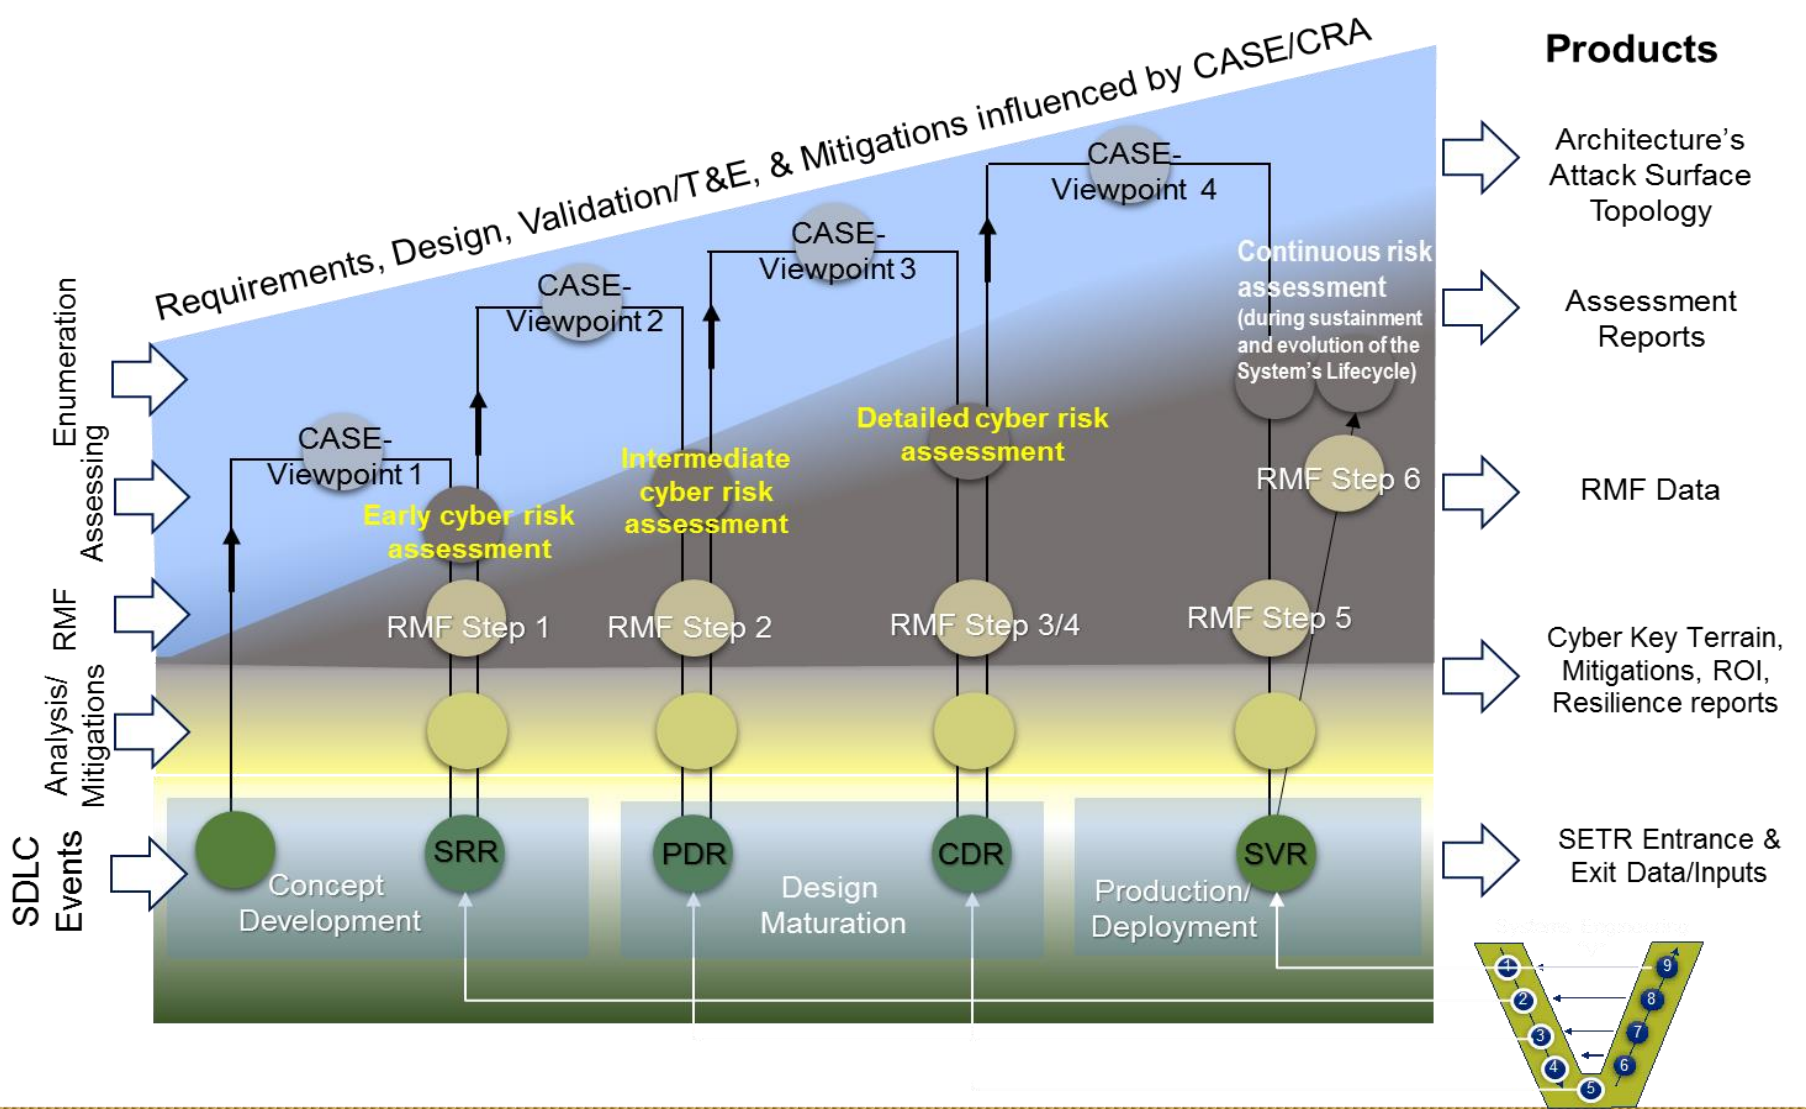 Products
Requirements, Design, Validation/T&E, & Mitigations influenced by CASE/CRA
Enumeration
Assessing
RMF
Analysis/
Mitigations
SDLC
Events
CASE-
Viewpoint 1
CASE-
Viewpoint 2
CASE-
Viewpoint 3
CASE-
Viewpoint 4
Early cyber risk
assessment
Intermediate
cyber risk
assessment
Detailed cyber risk
assessment
Continuous risk
assessment
(during sustainment
and evolution of the
System's Lifecycle)
RMF Step 1
RMF Step 2
RMF Step 3/4
RMF Step 5
RMF Step 6
SRR
PDR
CDR
SVR
Concept
Development
Design
Maturation
Production/
Deployment
Architecture's
Attack Surface
Topology
Assessment
Reports
RMF Data
Cyber Key Terrain,
Mitigations, ROI,
Resilience reports
SETR Entrance &
Exit Data/Inputs
Systems Engineering
1
2
3
4
5
6
7
8
9